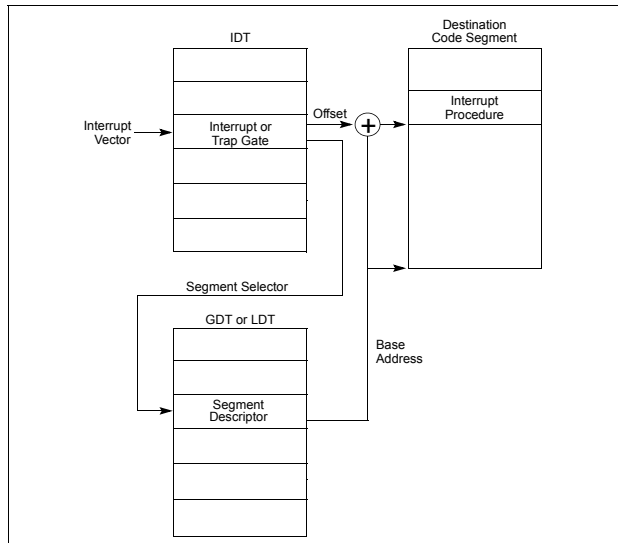 IDT
Destination
Code Segment
Offset
Interrupt
Vector
Interrupt or
Trap Gate
+
Interrupt
Procedure
Segment Selector
GDT or LDT
Base
Address
Segment
Descriptor